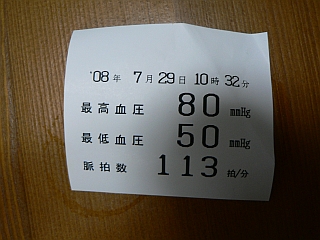 '08年 7月29日 10時32分
最高血圧 80 mmHg
最低血圧 50 mmHg
脈拍数 113 拍/分